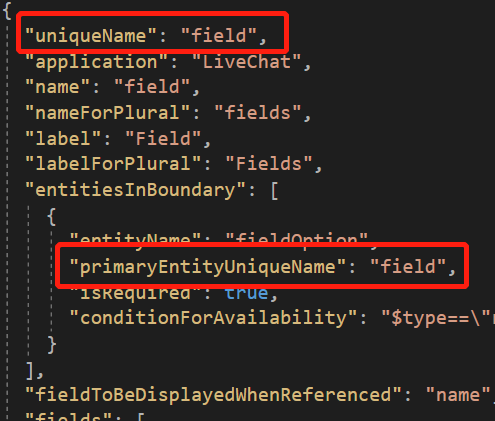 {
"uniqueName": "field",
"application": "LiveChat",
"name": "field",
"nameForPlural": "fields",
"label": "Field",
"labelForPlural": "Fields",
"entitiesInBoundary": [
{
"entityName": "fieldOption",
"primaryEntityUniqueName": "field",
"isRequired": true,
"conditionForAvailability": "$type==\"
}
],
"fieldToBeDisplayedWhenReferenced": "name"
"fields": [